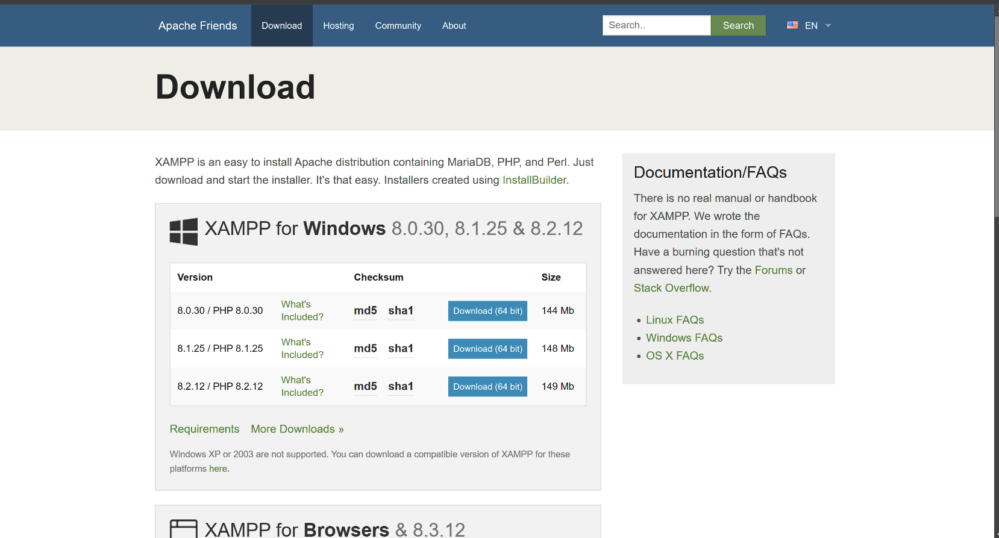 Apache Friends
Download
Hosting
Community
About
Search..
Search
EN
Download
XAMPP is an easy to install Apache distribution containing MariaDB, PHP, and Perl. Just
download and start the installer. It's that easy. Installers created using InstallBuilder.
XAMPP for Windows 8.0.30, 8.1.25 & 8.2.12
Version Checksum Size
8.0.30 / PHP 8.0.30 What's Included? md5 sha1 Download (64 bit) 144 Mb
8.1.25 / PHP 8.1.25 What's Included? md5 sha1 Download (64 bit) 148 Mb
8.2.12 / PHP 8.2.12 What's Included? md5 sha1 Download (64 bit) 149 Mb
Requirements More Downloads »
Windows XP or 2003 are not supported. You can download a compatible version of XAMPP for these
platforms here.
XAMPP for Browsers & 8.3.12
Documentation/FAQs
There is no real manual or handbook
for XAMPP. We wrote the
documentation in the form of FAQs.
Have a burning question that's not
answered here? Try the Forums or
Stack Overflow.
• Linux FAQs
• Windows FAQs
• OS X FAQs